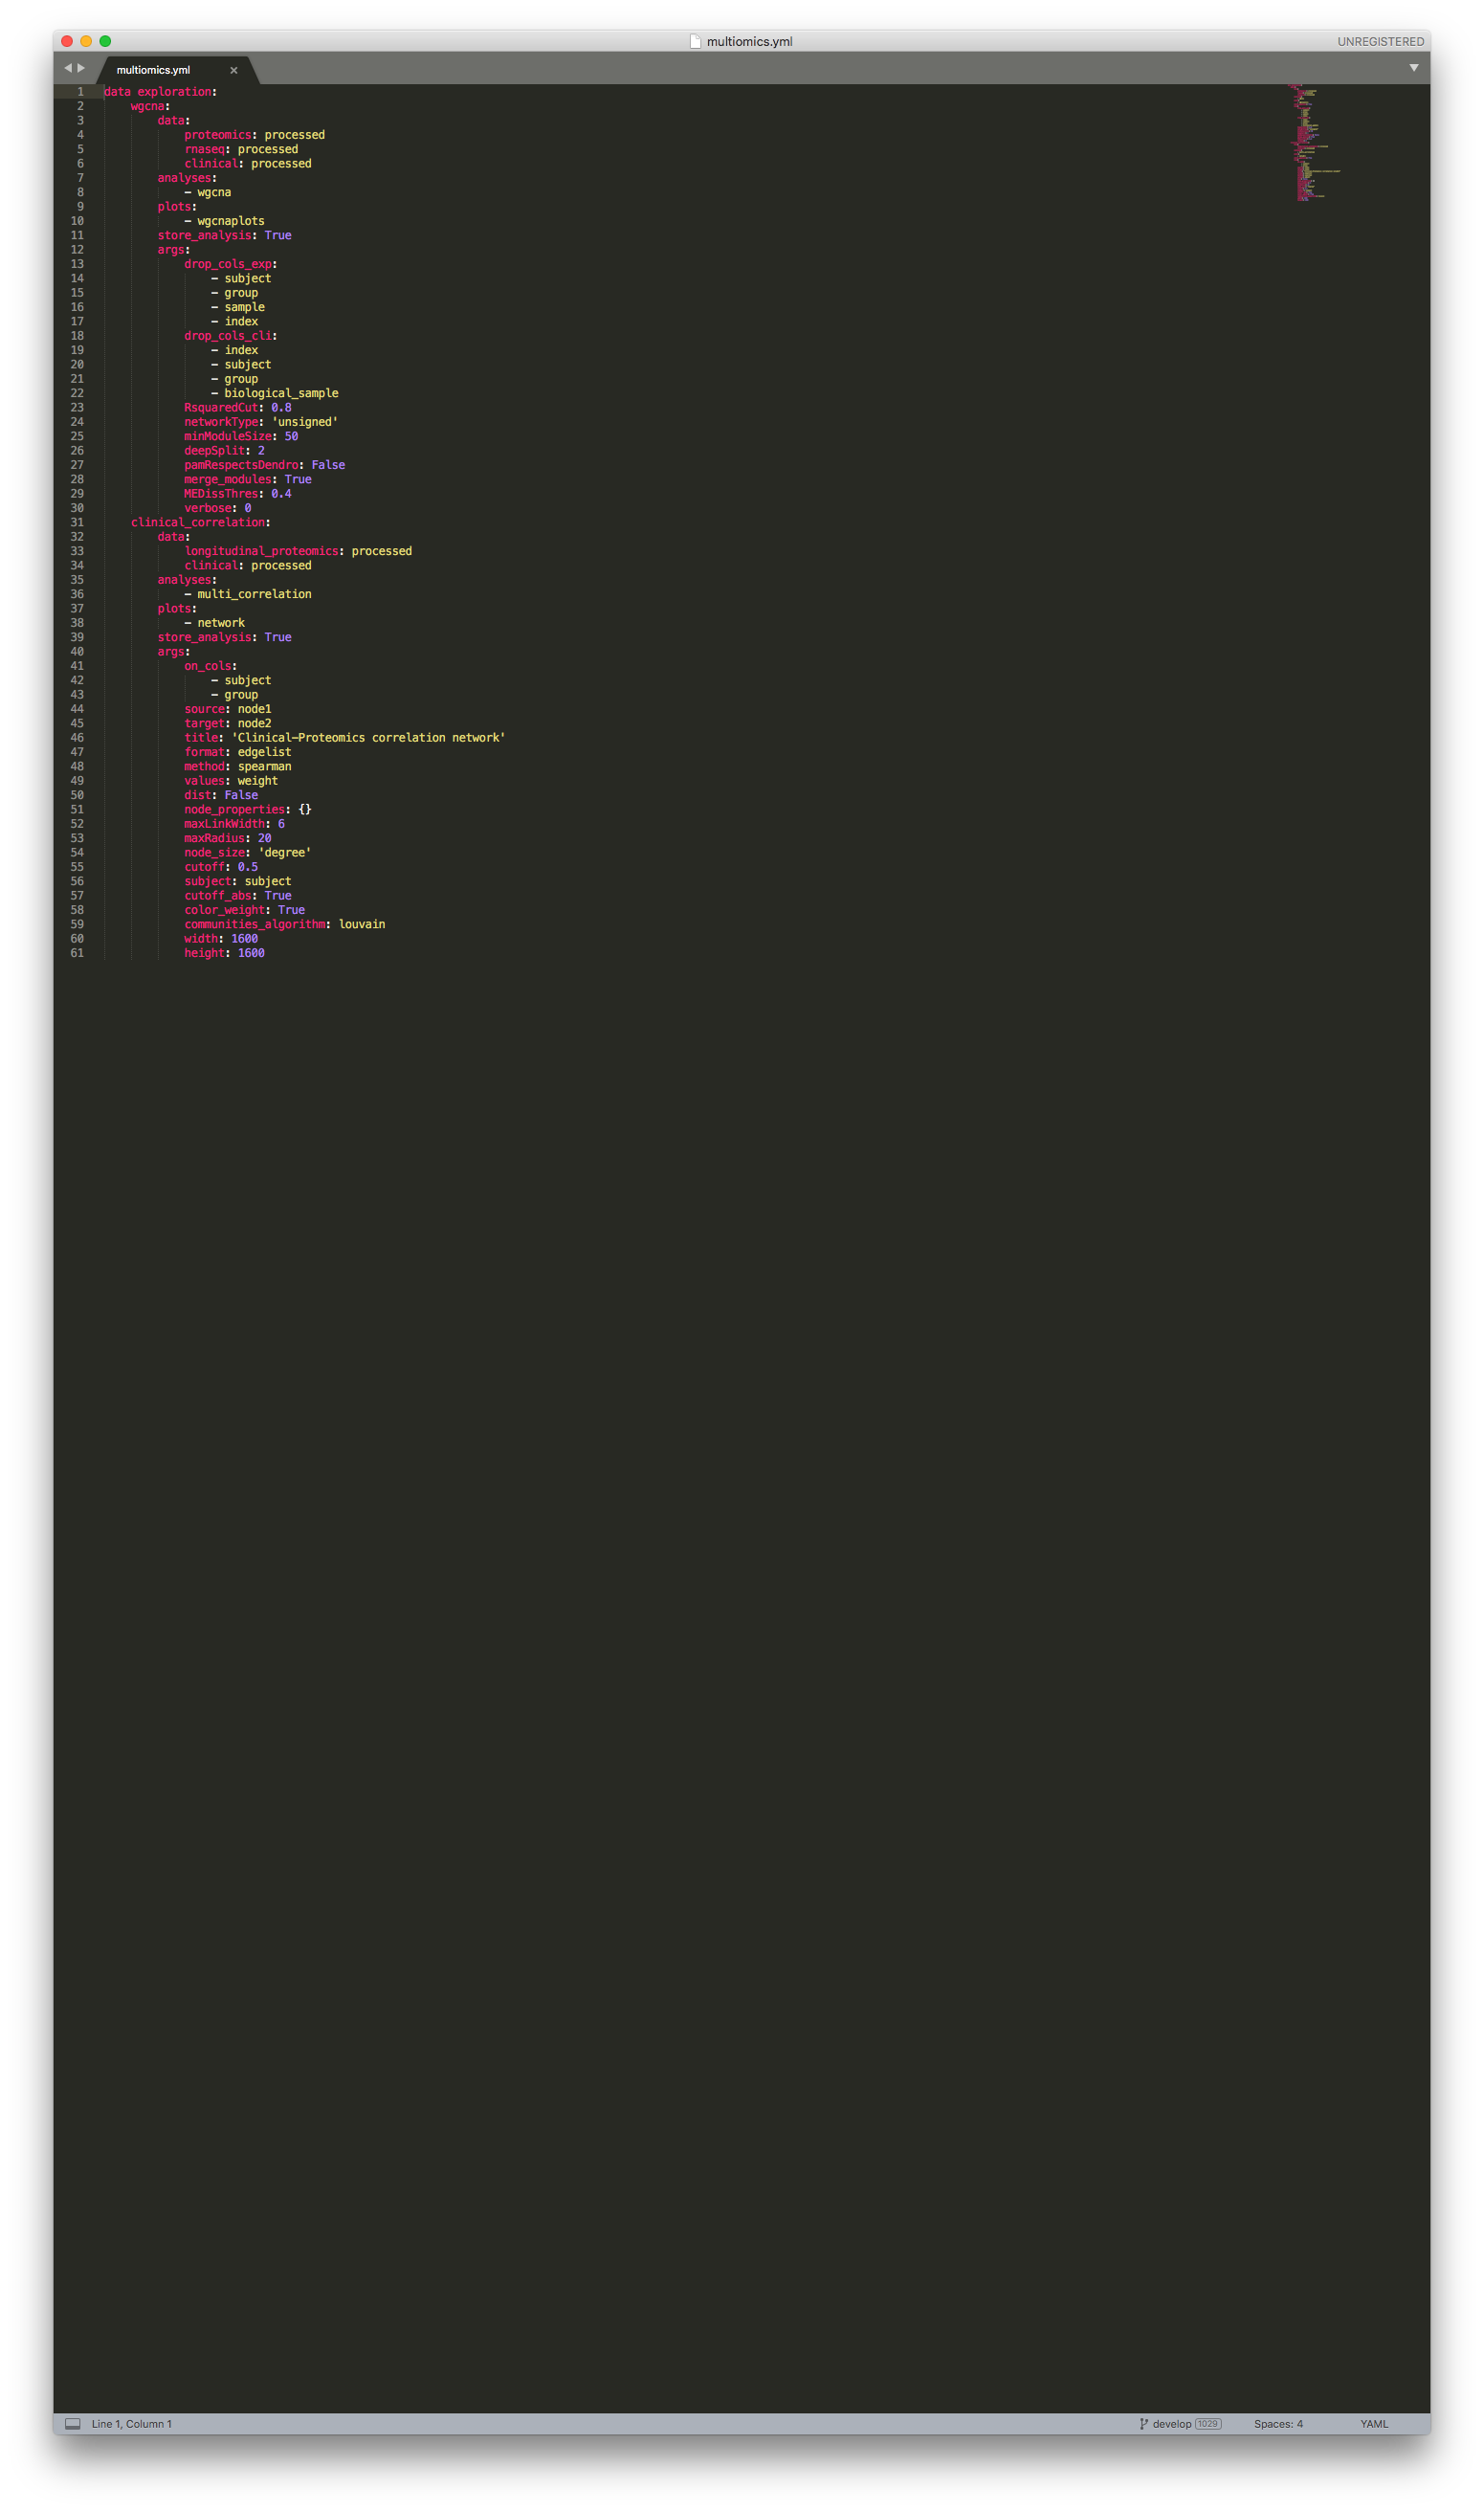 multiomics.yml
UNREGISTERED
multiomics.yml
1 data exploration:
2     wgcna:
3         data:
4             proteomics: processed
5             rnaseq: processed
6             clinical: processed
7         analyses:
8             - wgcna
9         plots:
10             - wgcnaplots
11         store_analysis: True
12         args:
13             drop_cols_exp:
14                 - subject
15                 - group
16                 - sample
17                 - index
18             drop_cols_cli:
19                 - index
20                 - subject
21                 - group
22                 - biological_sample
23             RsquaredCut: 0.8
24             networkType: 'unsigned'
25             minModuleSize: 50
26             deepSplit: 2
27             pamRespectsDendro: False
28             merge_modules: True
29             MEDissThres: 0.4
30             verbose: 0
31     clinical_correlation:
32         data:
33             longitudinal_proteomics: processed
34             clinical: processed
35         analyses:
36             - multi_correlation
37         plots:
38             - network
39         store_analysis: True
40         args:
41             on_cols:
42                 - subject
43                 - group
44             source: node1
45             target: node2
46             title: 'Clinical-Proteomics correlation network'
47             format: edgelist
48             method: spearman
49             values: weight
50             dist: False
51             node_properties: {}
52             maxLinkWidth: 6
53             maxRadius: 20
54             node_size: 'degree'
55             cutoff: 0.5
56             subject: subject
57             cutoff_abs: True
58             color_weight: True
59             communities_algorithm: louvain
60             width: 1600
61             height: 1600
Line 1, Column 1
develop 1029
Spaces: 4
YAML